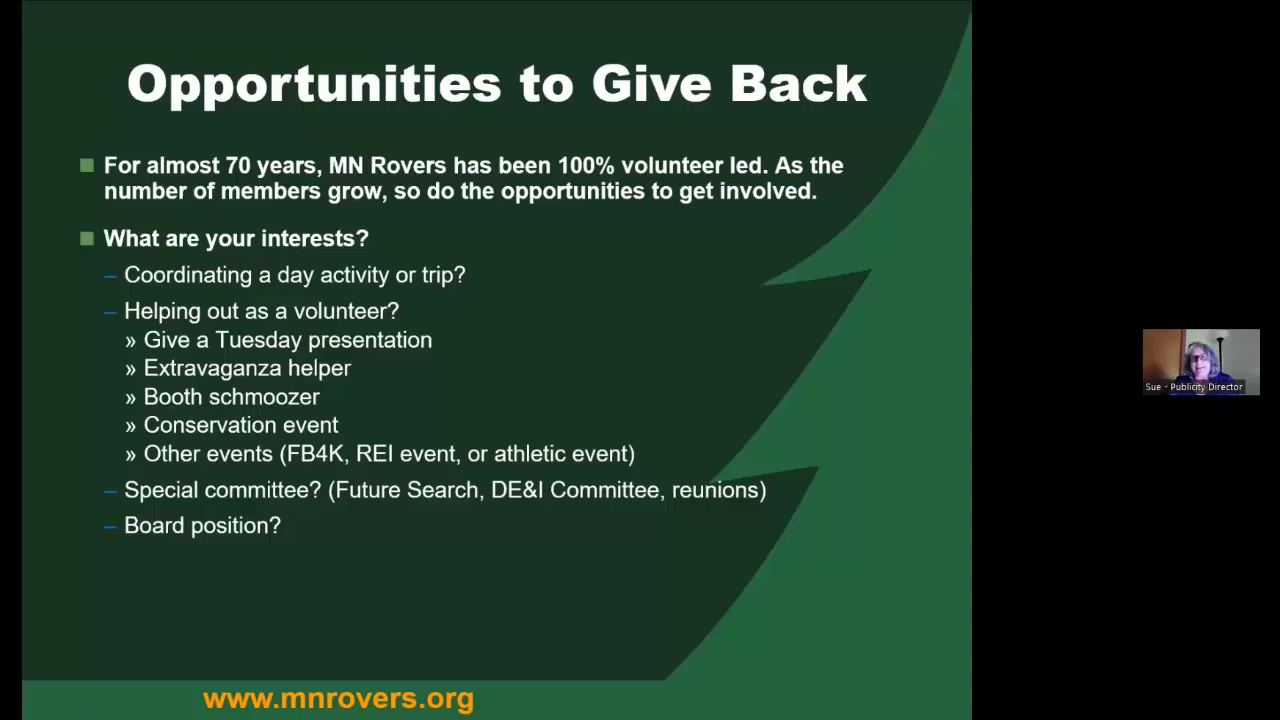 Opportunities to Give Back
For almost 70 years, MN Rovers has been 100% volunteer led. As the
number of members grow, so do the opportunities to get involved.
What are your interests?
– Coordinating a day activity or trip?
– Helping out as a volunteer?
» Give a Tuesday presentation
» Extravaganza helper
» Booth schmoozer
» Conservation event
» Other events (FB4K, REI event, or athletic event)
– Special committee? (Future Search, DE&I Committee, reunions)
– Board position?
www.mnrovers.org
Sue - Publicity Director